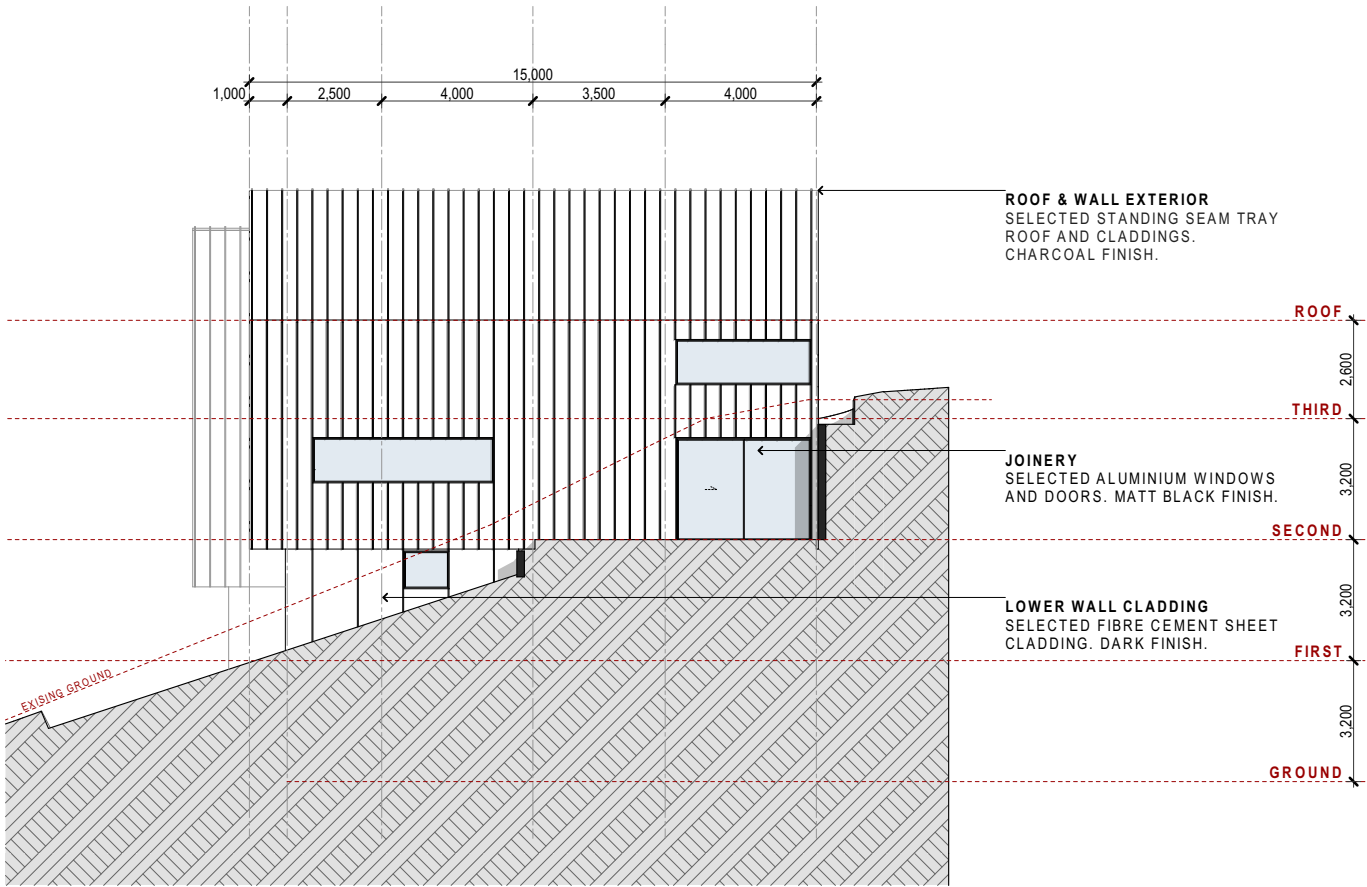 15,000
1,000 2,500 4,000 3,500 4,000
ROOF & WALL EXTERIOR
SELECTED STANDING SEAM TRAY
ROOF AND CLADDINGS.
CHARCOAL FINISH.
ROOF
2,600
THIRD
JOINERY
SELECTED ALUMINIUM WINDOWS
AND DOORS. MATT BLACK FINISH.
3,200
SECOND
LOWER WALL CLADDING
SELECTED FIBRE CEMENT SHEET
CLADDING. DARK FINISH.
3,200
FIRST
EXISING GROUND
3,200
GROUND